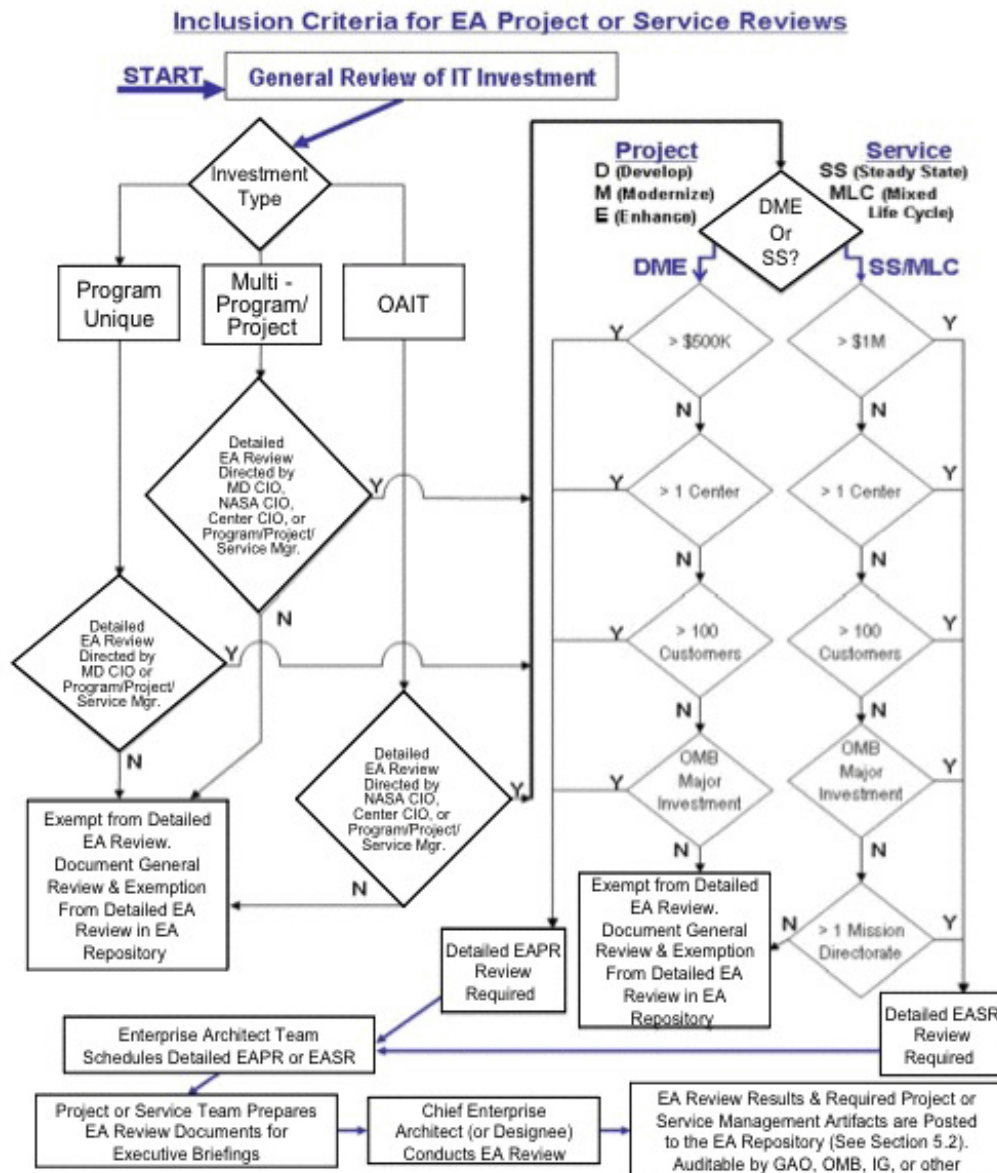 Inclusion Criteria for EA Project or Service Reviews
START
General Review of IT Investment
Investment
Type
Program
Unique
Multi -
Program/
Project
OAIT
Detailed
EA Review
Directed by
MD CIO,
NASA CIO,
Center CIO, or
Program/Project/
Service Mgr.
Y
N
Detailed
EA Review
Directed by
MD CIO or
Program/Project/
Service Mgr.
Y
N
Detailed
EA Review
Directed by
NASA CIO,
Center CIO, or
Program/Project/
Service Mgr.
Y
N
Exempt from Detailed
EA Review.
Document General
Review & Exemption
From Detailed EA
Review in EA
Repository
Project
D (Develop)
M (Modernize)
E (Enhance)
Service
SS (Steady State)
MLC (Mixed
Life Cycle)
DME
Or
SS?
DME
SS/MLC
Y
> $500K
N
> $1M
Y
N
Y
> 1 Center
N
> 1 Center
Y
N
Y
> 100
Customers
N
> 100
Customers
Y
N
Y
OMB
Major
Investment
N
OMB
Major
Investment
Y
N
Exempt from Detailed
EA Review.
Document General
Review & Exemption
From Detailed EA
Review in EA
Repository
N
> 1 Mission
Directorate
Y
Detailed EAPR
Review
Required
Detailed EASR
Review
Required
Enterprise Architect Team
Schedules Detailed EAPR or EASR
Project or Service Team Prepares
EA Review Documents for
Executive Briefings
Chief Enterprise
Architect (or Designee)
Conducts EA Review
EA Review Results & Required Project or
Service Management Artifacts are Posted
to the EA Repository (See Section 5.2).
Auditable by GAO, OMB, IG, or other